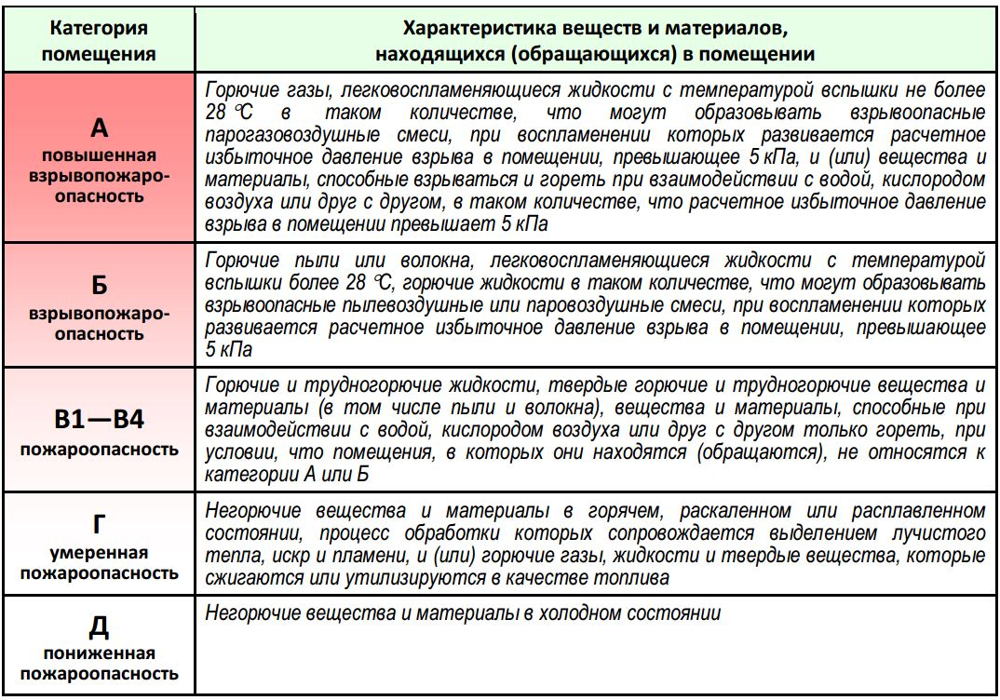 Категория
помещения
Характеристика веществ и материалов,
находящихся (обращающихся) в помещении
А
повышенная
взрывопожаро-
опасность
Горючие газы, легковоспламеняющиеся жидкости с температурой вспышки не более
28 °С в таком количестве, что могут образовывать взрывоопасные
парогазовоздушные смеси, при воспламенении которых развивается расчетное
избыточное давление взрыва в помещении, превышающее 5 кПа, и (или) вещества и
материалы, способные взрываться и гореть при взаимодействии с водой, кислородом
воздуха или друг с другом, в таком количестве, что расчетное избыточное давление
взрыва в помещении превышает 5 кПа
Б
взрывопожаро-
опасность
Горючие пыли или волокна, легковоспламеняющиеся жидкости с температурой
вспышки более 28 °С, горючие жидкости в таком количестве, что могут образовывать
взрывоопасные пылевоздушные или паровоздушные смеси, при воспламенении которых
развивается расчетное избыточное давление взрыва в помещении, превышающее
5 кПа
В1—В4
пожароопасность
Горючие и трудногорючие жидкости, твердые горючие и трудногорючие вещества и
материалы (в том числе пыли и волокна), вещества и материалы, способные при
взаимодействии с водой, кислородом воздуха или друг с другом только гореть, при
условии, что помещения, в которых они находятся (обращаются), не относятся к
категории А или Б
Г
умеренная
пожароопасность
Негорючие вещества и материалы в горячем, раскаленном или расплавленном
состоянии, процесс обработки которых сопровождается выделением лучистого
тепла, искр и пламени, и (или) горючие газы, жидкости и твердые вещества, которые
сжигаются или утилизируются в качестве топлива
Д
пониженная
пожароопасность
Негорючие вещества и материалы в холодном состоянии